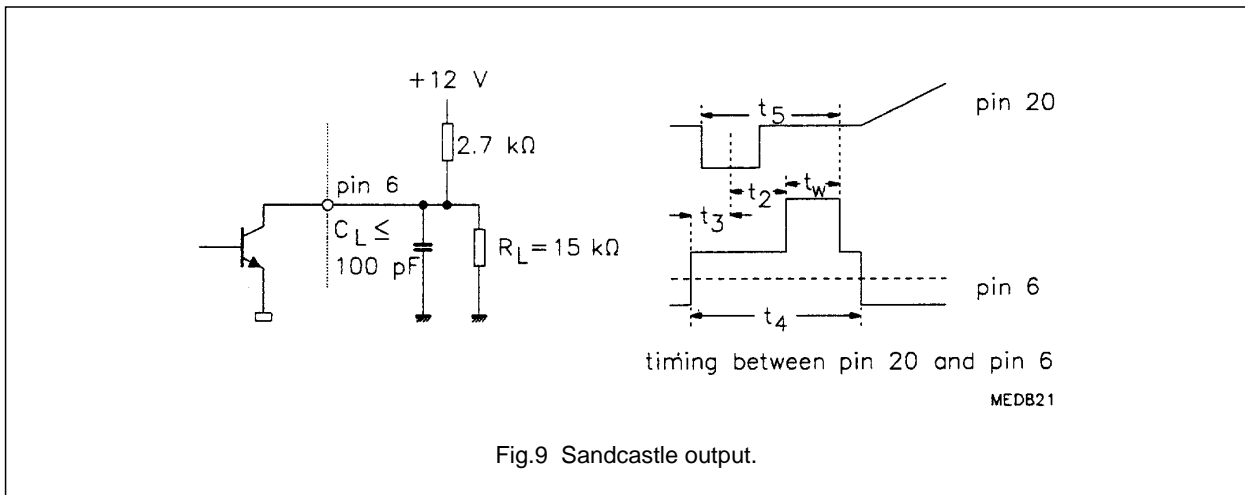 +12 V
2.7 kΩ
pin 6
C_L ≤
100 pF
R_L = 15 kΩ
t_5
pin 20
t_2
t_w
t_3
pin 6
t_4
timing between pin 20 and pin 6
MEDB21
Fig.9 Sandcastle output.